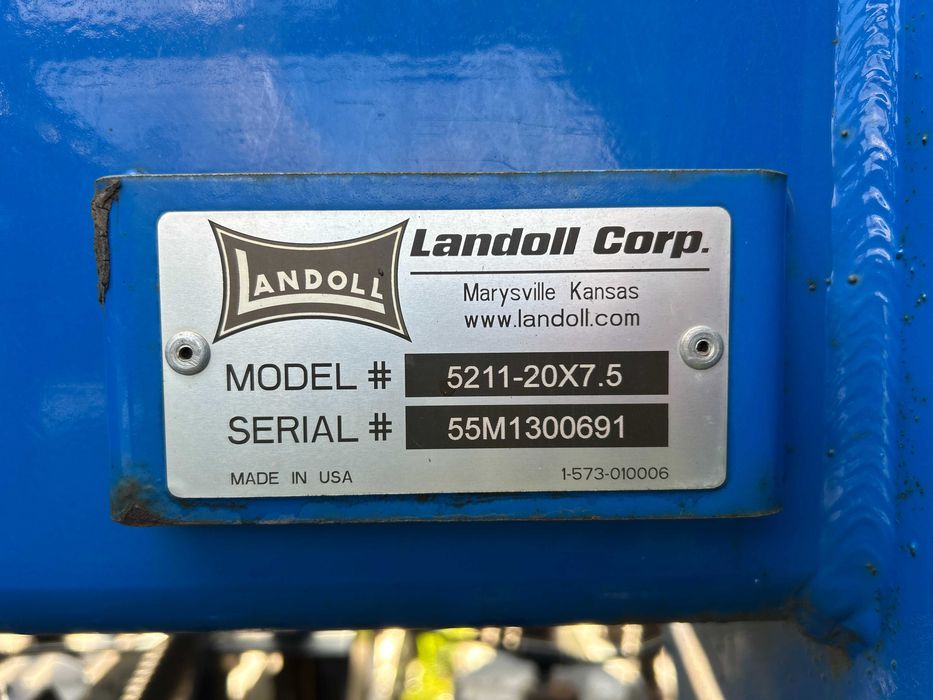 LANDOLL
Landoll Corp.
Marysville Kansas
www.landoll.com
MODEL # 5211-20X7.5
SERIAL # 55M1300691
MADE IN USA 1-573-010006